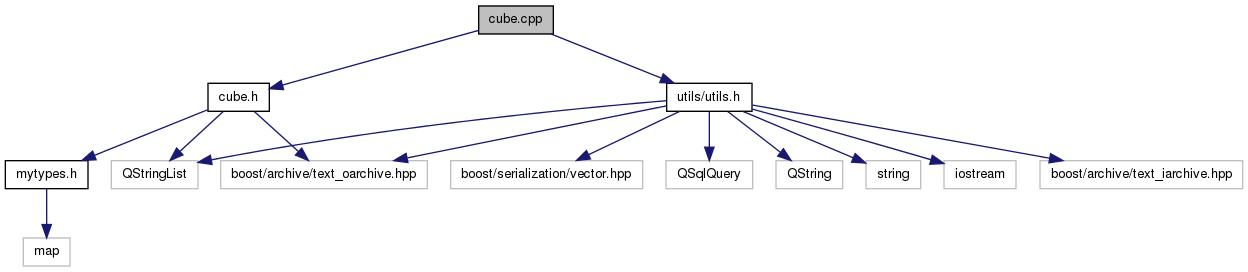 cube.cpp
cube.h
utils/utils.h
mytypes.h
QStringList
boost/archive/text_oarchive.hpp
boost/serialization/vector.hpp
QSqlQuery
QString
string
iostream
boost/archive/text_iarchive.hpp
map